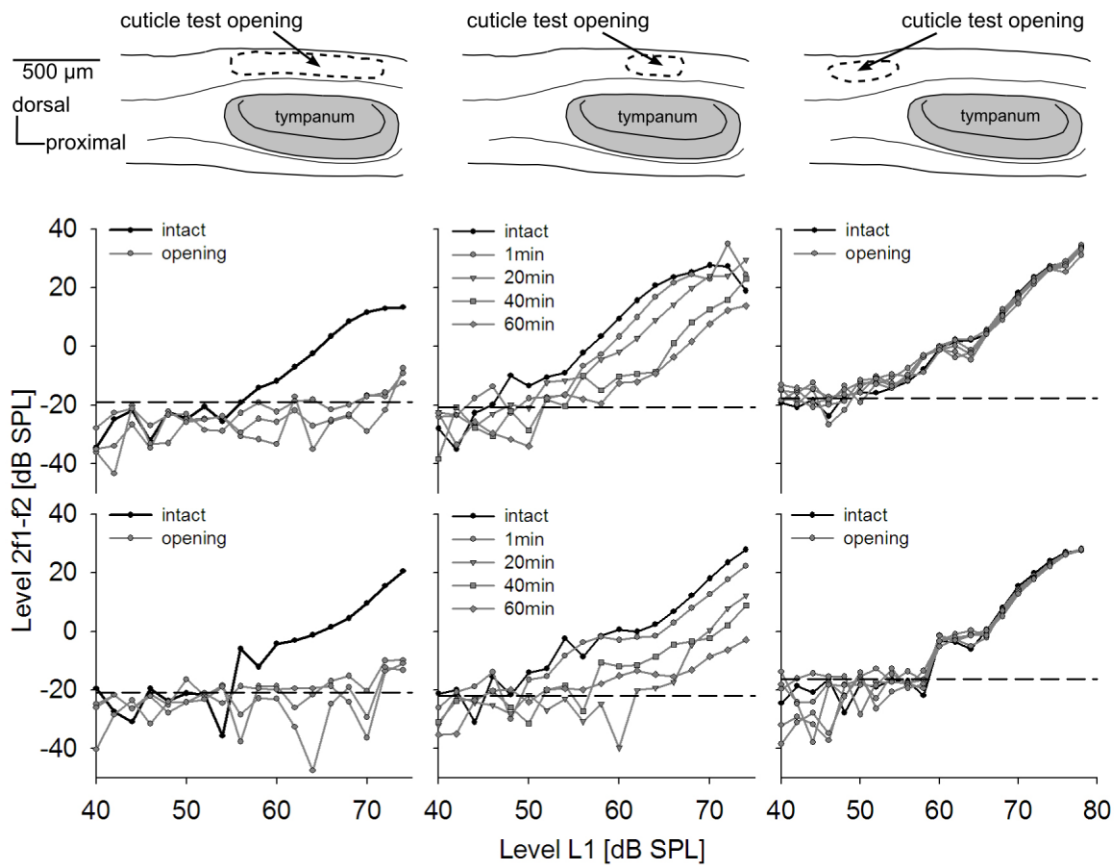 cuticle test opening
cuticle test opening
cuticle test opening
500 µm
dorsal
proximal
tympanum
tympanum
tympanum
40
20
0
-20
-40
intact
opening
intact
1min
20min
40min
60min
intact
opening
Level 2f1-f2 [dB SPL]
40
20
0
-20
-40
intact
opening
intact
1min
20min
40min
60min
intact
opening
40 50 60 70
40 50 60 70
40 50 60 70 80
Level L1 [dB SPL]